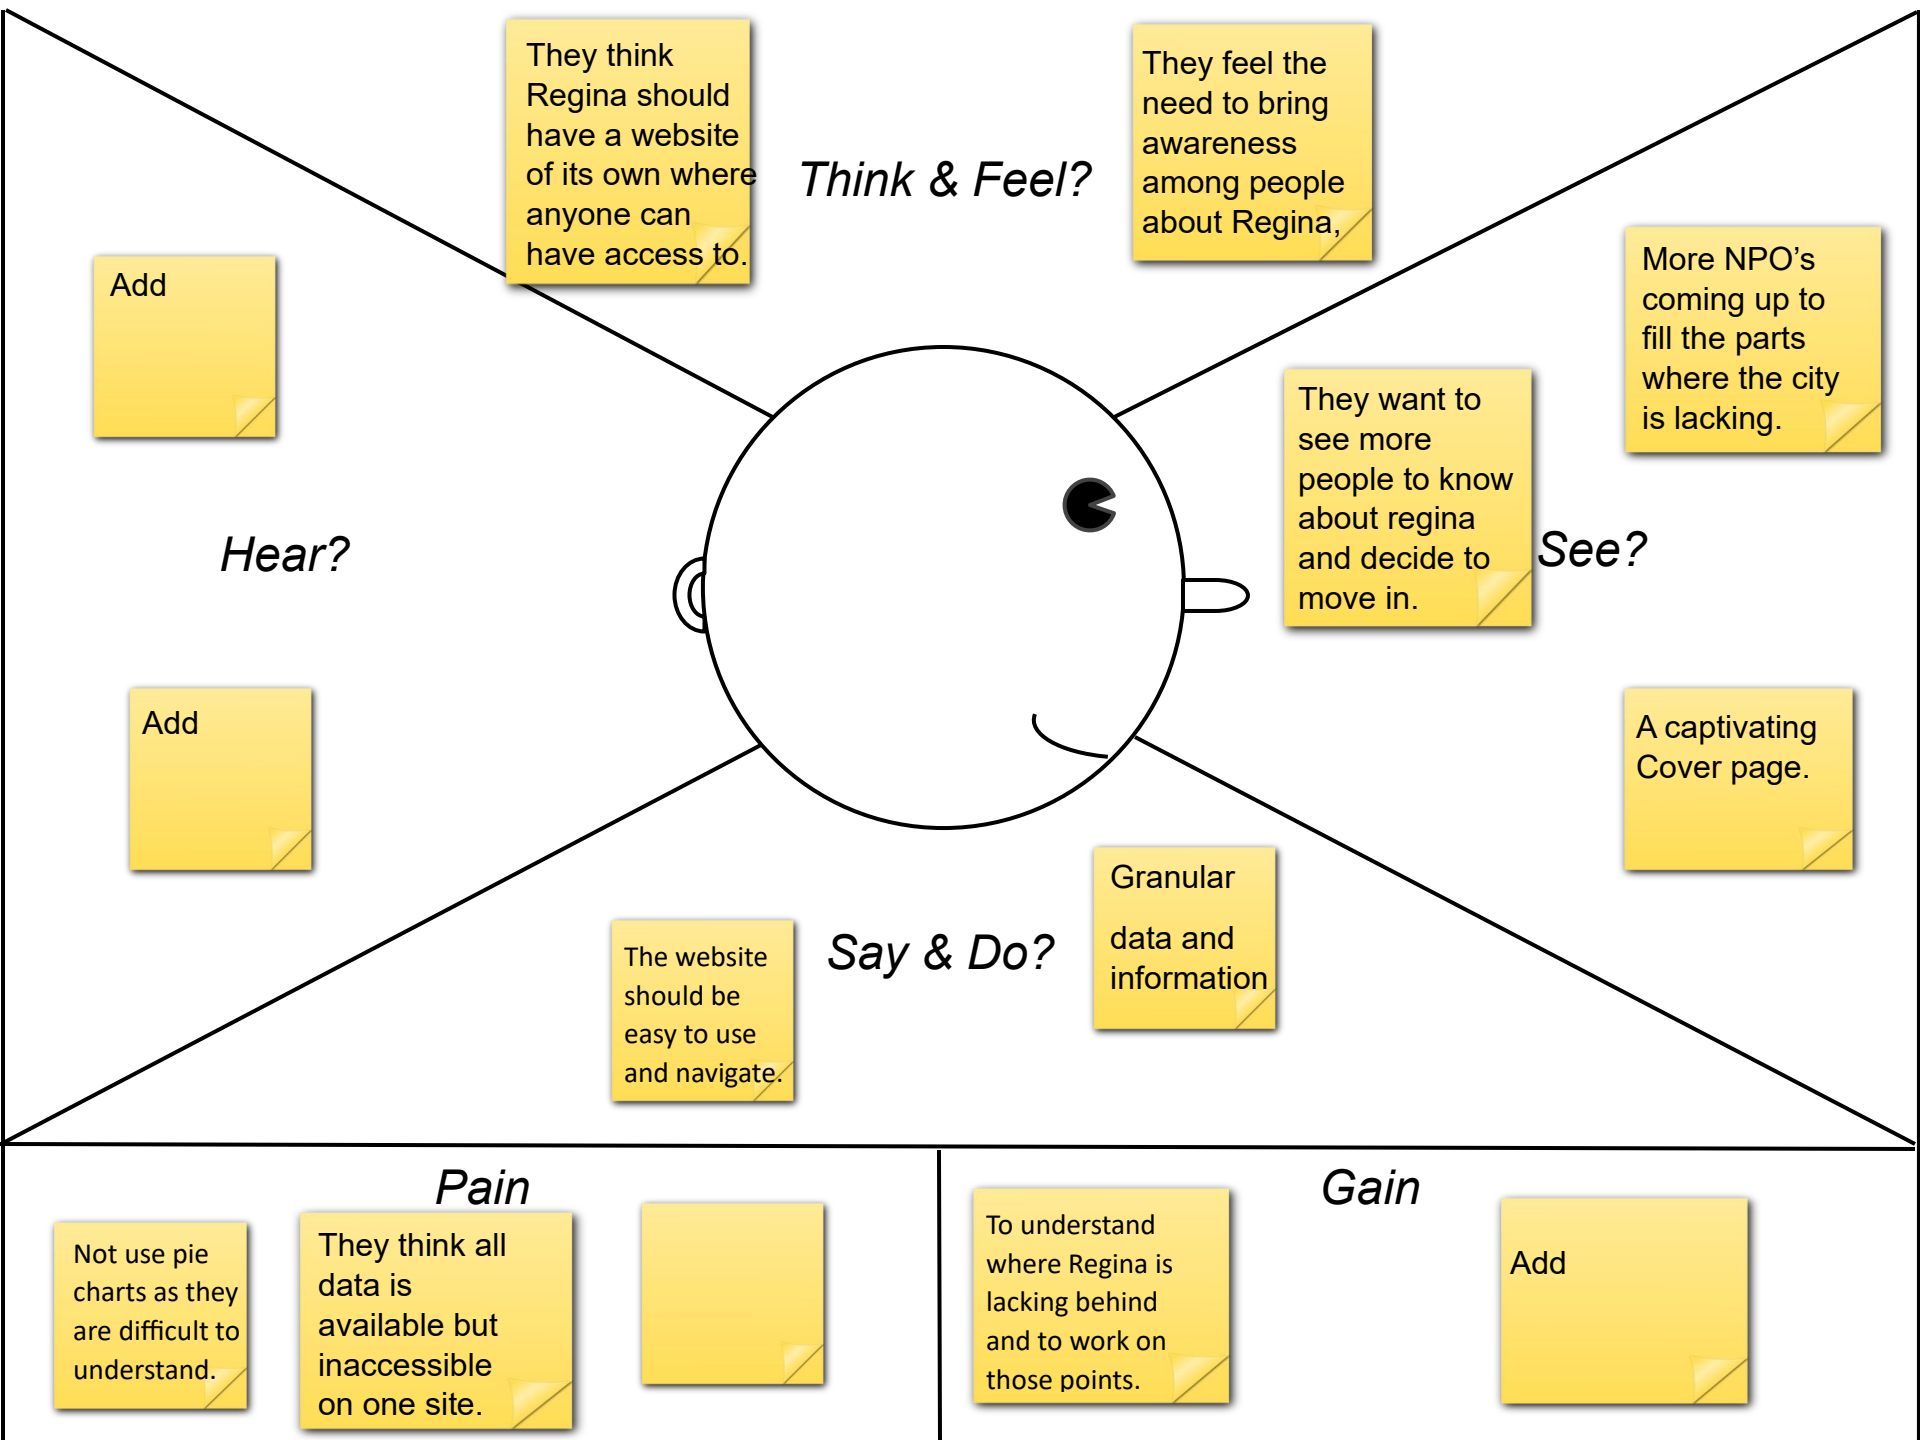 They think
Regina should
have a website
of its own where
anyone can
have access to.
Think & Feel?
They feel the
need to bring
awareness
among people
about Regina,
Add
Hear?
Add
They want to
see more
people to know
about regina
and decide to
move in.
See?
More NPO’s
coming up to
fill the parts
where the city
is lacking.
A captivating
Cover page.
The website
should be
easy to use
and navigate.
Say & Do?
Granular
data and
information
Pain
Not use pie
charts as they
are difficult to
understand.
They think all
data is
available but
inaccessible
on one site.
Gain
To understand
where Regina is
lacking behind
and to work on
those points.
Add